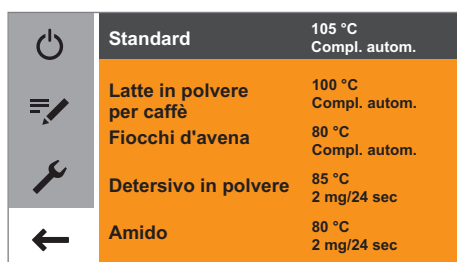 Standard
105 °C
Compl. autom.
Latte in polvere
per caffè
100 °C
Compl. autom.
Fiocchi d'avena
80 °C
Compl. autom.
Detersivo in polvere
85 °C
2 mg/24 sec
Amido
80 °C
2 mg/24 sec